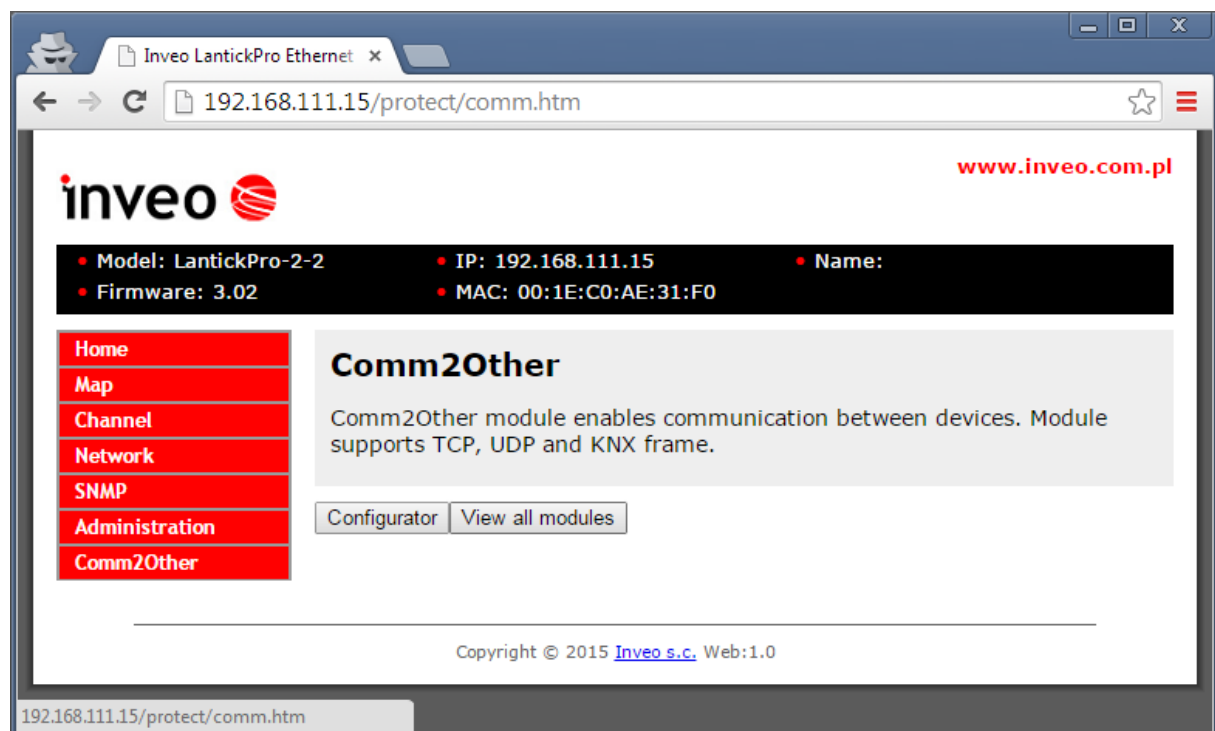 Inveo LantickPro Ethernet
192.168.111.15/protect/comm.htm
www.inveo.com.pl
inveo
Model: LantickPro-2-2
IP: 192.168.111.15
Name:
Firmware: 3.02
MAC: 00:1E:C0:AE:31:F0
Home
Map
Channel
Network
SNMP
Administration
Comm2Other
Comm2Other
Comm2Other module enables communication between devices. Module
supports TCP, UDP and KNX frame.
Configurator
View all modules
Copyright © 2015 Inveo s.c. Web:1.0
192.168.111.15/protect/comm.htm